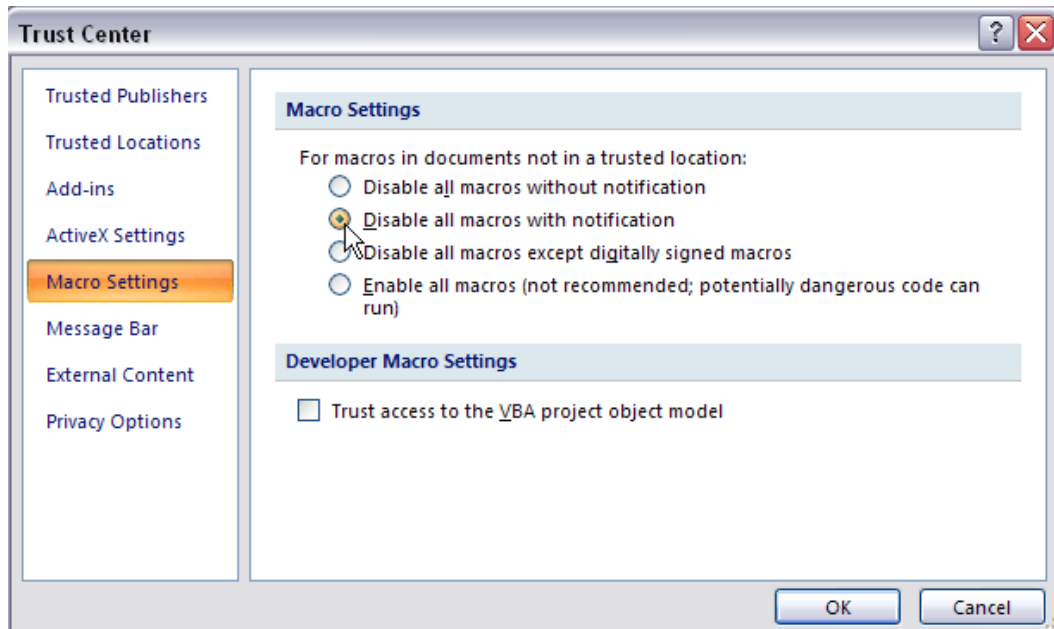 Trust Center
Trusted Publishers
Trusted Locations
Add-ins
ActiveX Settings
Macro Settings
Message Bar
External Content
Privacy Options
Macro Settings
For macros in documents not in a trusted location:
Disable all macros without notification
Disable all macros with notification
Disable all macros except digitally signed macros
Enable all macros (not recommended; potentially dangerous code can
run)
Developer Macro Settings
Trust access to the VBA project object model
OK
Cancel